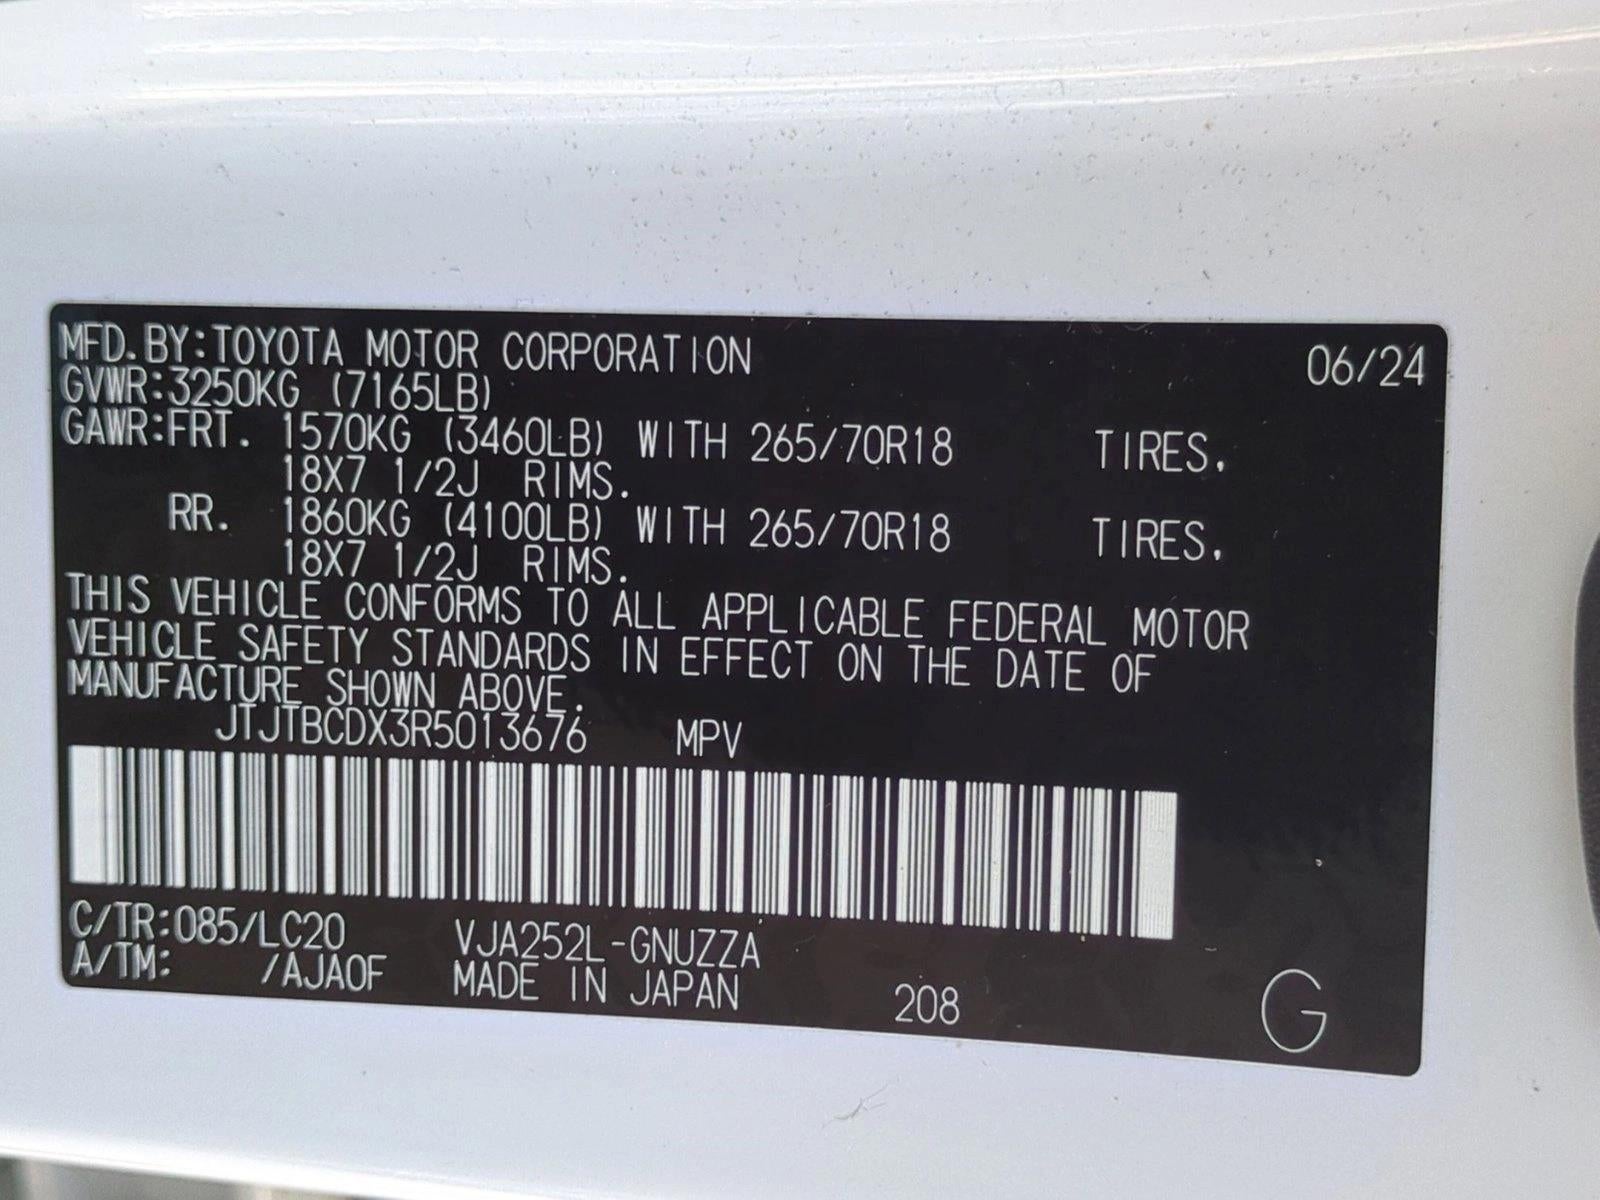 MFD.BY:TOYOTA MOTOR CORPORATION 06/24
GVWR:3250KG (7165LB)
GAWR:FRT. 1570KG (3460LB) WITH 265/70R18 TIRES.
18X7 1/2J RIMS.
RR. 1860KG (4100LB) WITH 265/70R18 TIRES.
18X7 1/2J RIMS.
THIS VEHICLE CONFORMS TO ALL APPLICABLE FEDERAL MOTOR
VEHICLE SAFETY STANDARDS IN EFFECT ON THE DATE OF
MANUFACTURE SHOWN ABOVE.
JTJTBCDX3R5013676 MPV
C/TR:085/LC20 VJA252L-GNUZZA
A/TM: /AJA0F MADE IN JAPAN 208 G